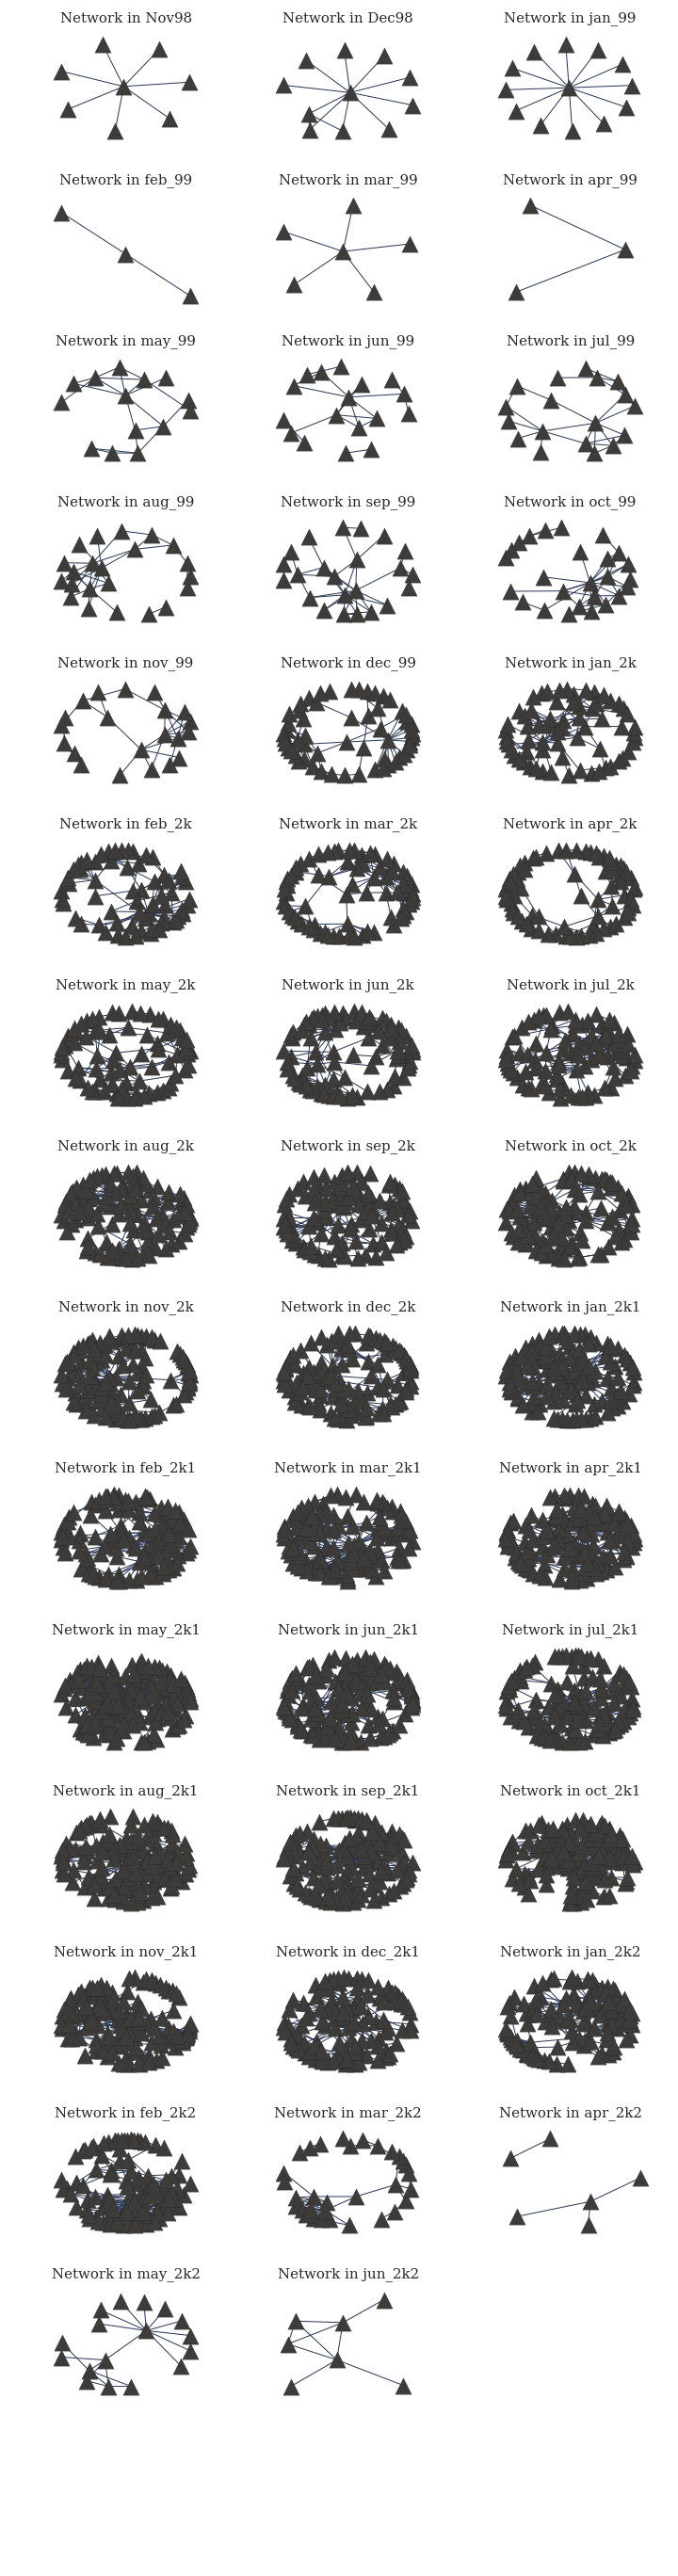 Network in Nov98
Network in Dec98
Network in jan_99
Network in feb_99
Network in mar_99
Network in apr_99
Network in may_99
Network in jun_99
Network in jul_99
Network in aug_99
Network in sep_99
Network in oct_99
Network in nov_99
Network in dec_99
Network in jan_2k
Network in feb_2k
Network in mar_2k
Network in apr_2k
Network in may_2k
Network in jun_2k
Network in jul_2k
Network in aug_2k
Network in sep_2k
Network in oct_2k
Network in nov_2k
Network in dec_2k
Network in jan_2k1
Network in feb_2k1
Network in mar_2k1
Network in apr_2k1
Network in may_2k1
Network in jun_2k1
Network in jul_2k1
Network in aug_2k1
Network in sep_2k1
Network in oct_2k1
Network in nov_2k1
Network in dec_2k1
Network in jan_2k2
Network in feb_2k2
Network in mar_2k2
Network in apr_2k2
Network in may_2k2
Network in jun_2k2